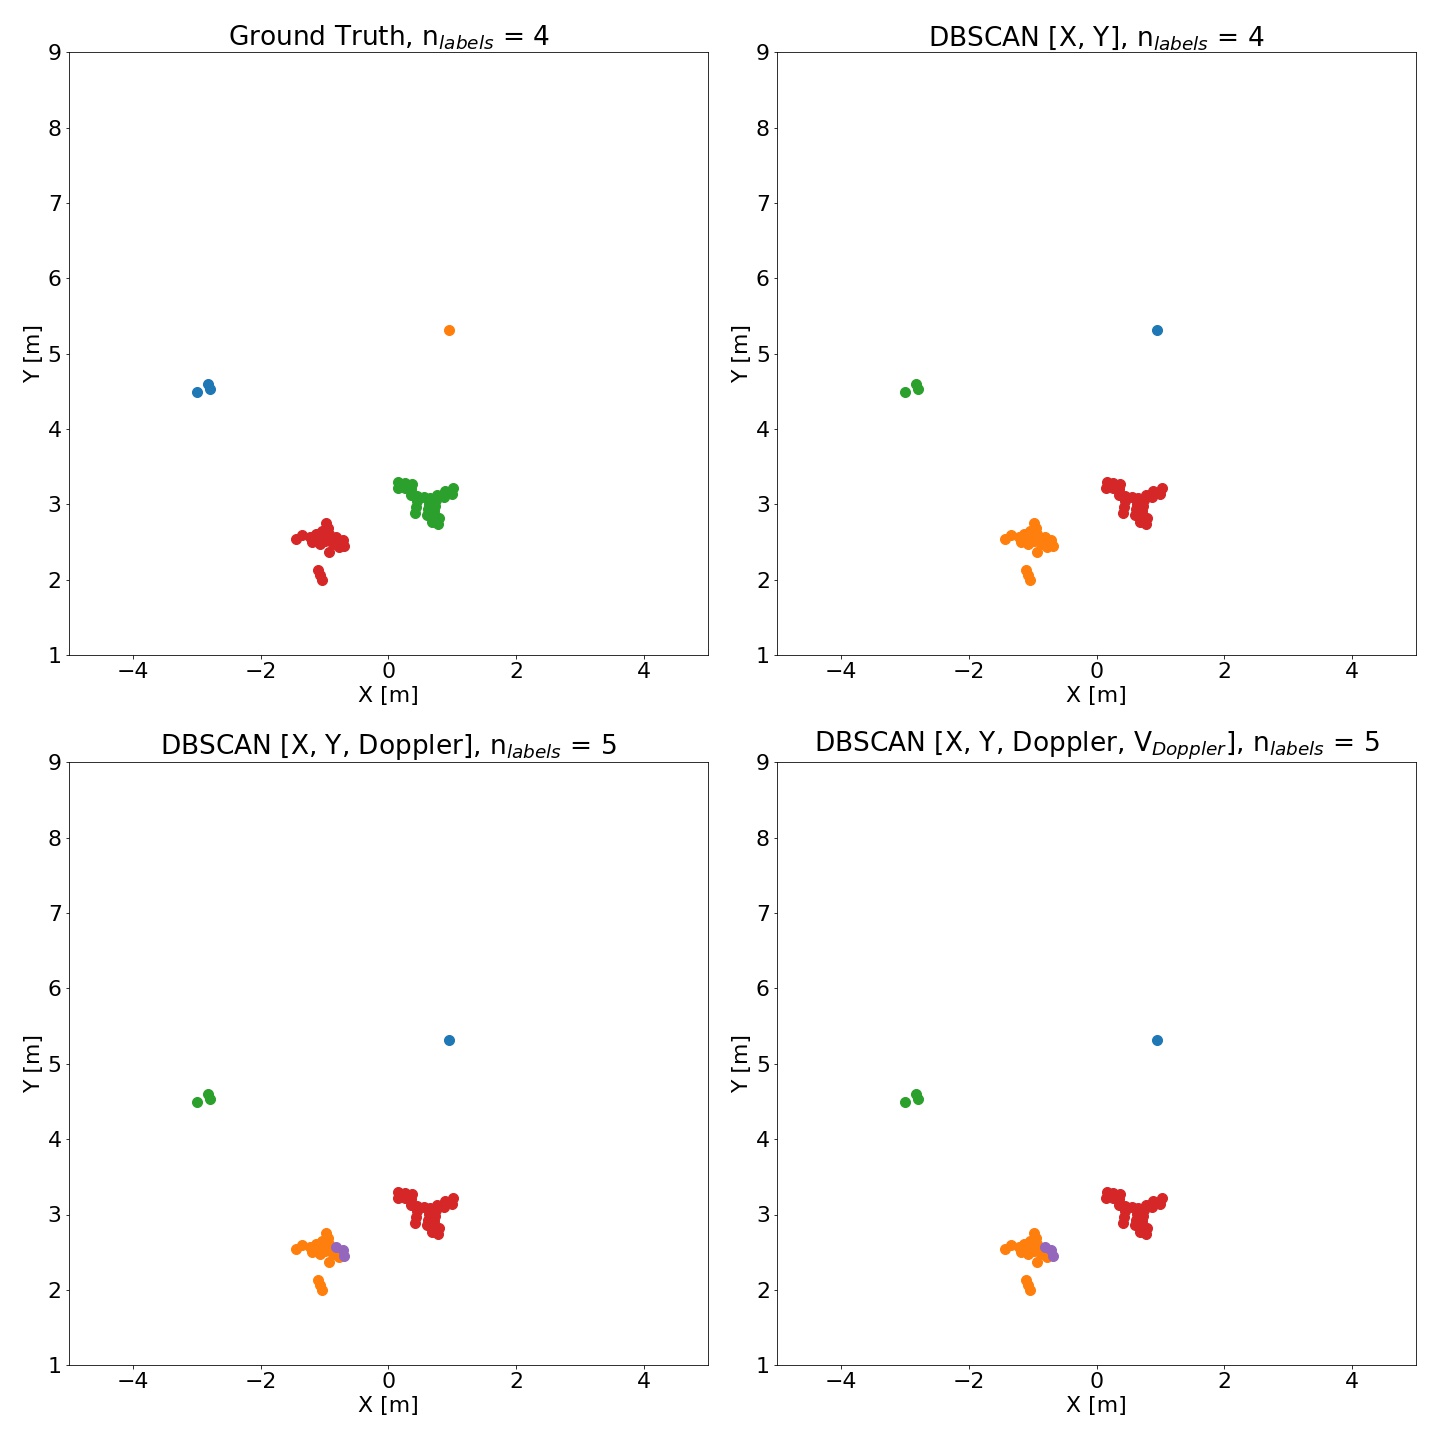 Ground Truth, n_labels = 4
9
8
7
6
5
4
3
2
1
Y [m]
−4 −2 0 2 4
X [m]
DBSCAN [X, Y], n_labels = 4
9
8
7
6
5
4
3
2
1
Y [m]
−4 −2 0 2 4
X [m]
DBSCAN [X, Y, Doppler], n_labels = 5
9
8
7
6
5
4
3
2
1
Y [m]
−4 −2 0 2 4
X [m]
DBSCAN [X, Y, Doppler, V_Doppler], n_labels = 5
9
8
7
6
5
4
3
2
1
Y [m]
−4 −2 0 2 4
X [m]